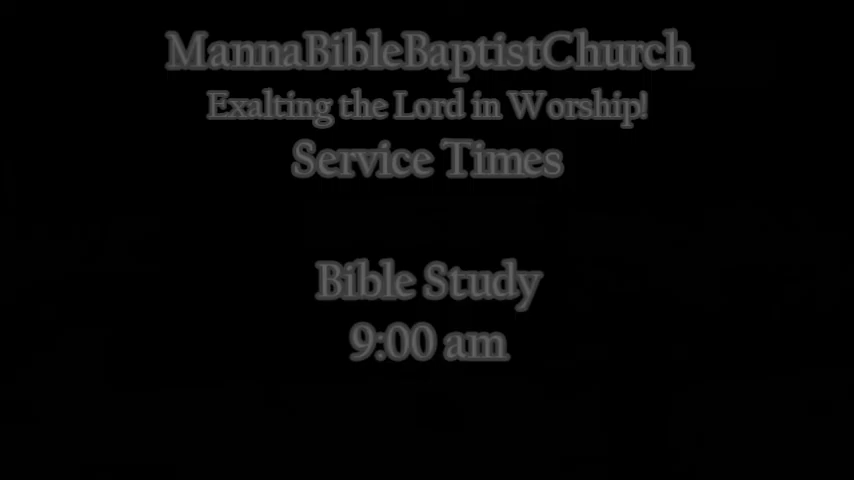 MannaBibleBaptistChurch
Exalting the Lord in Worship!
Service Times
Bible Study
9:00 am